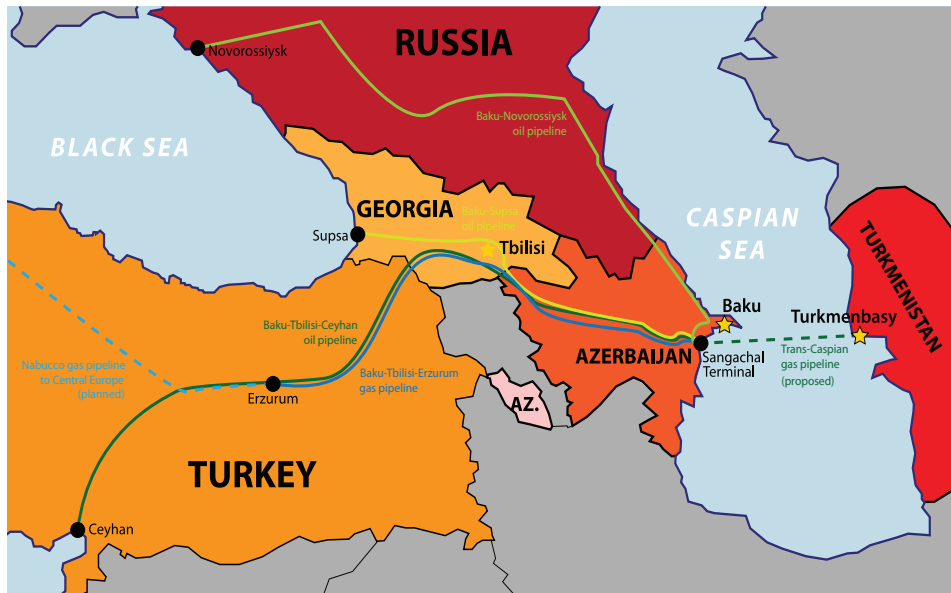 RUSSIA
Novorossiysk
Baku-Novorossiysk
oil pipeline
BLACK SEA
GEORGIA
Baku-Supsa
oil pipeline
CASPIAN
SEA
Supsa
Tbilisi
TURKMENISTAN
Baku
Turkmenbasy
Baku-Tbilisi-Ceyhan
oil pipeline
AZERBAIJAN
Sangachal
Terminal
Trans-Caspian
gas pipeline
(proposed)
Nabucco gas pipeline
to Central Europe
(planned)
Baku-Tbilisi-Erzurum
gas pipeline
Erzurum
AZ.
TURKEY
Ceyhan